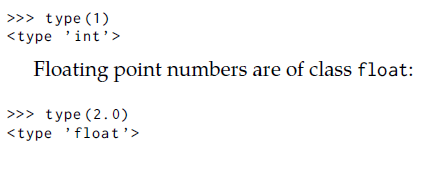 >>> type(1)
<type 'int'>
Floating point numbers are of class float:
>>> type(2.0)
<type 'float'>